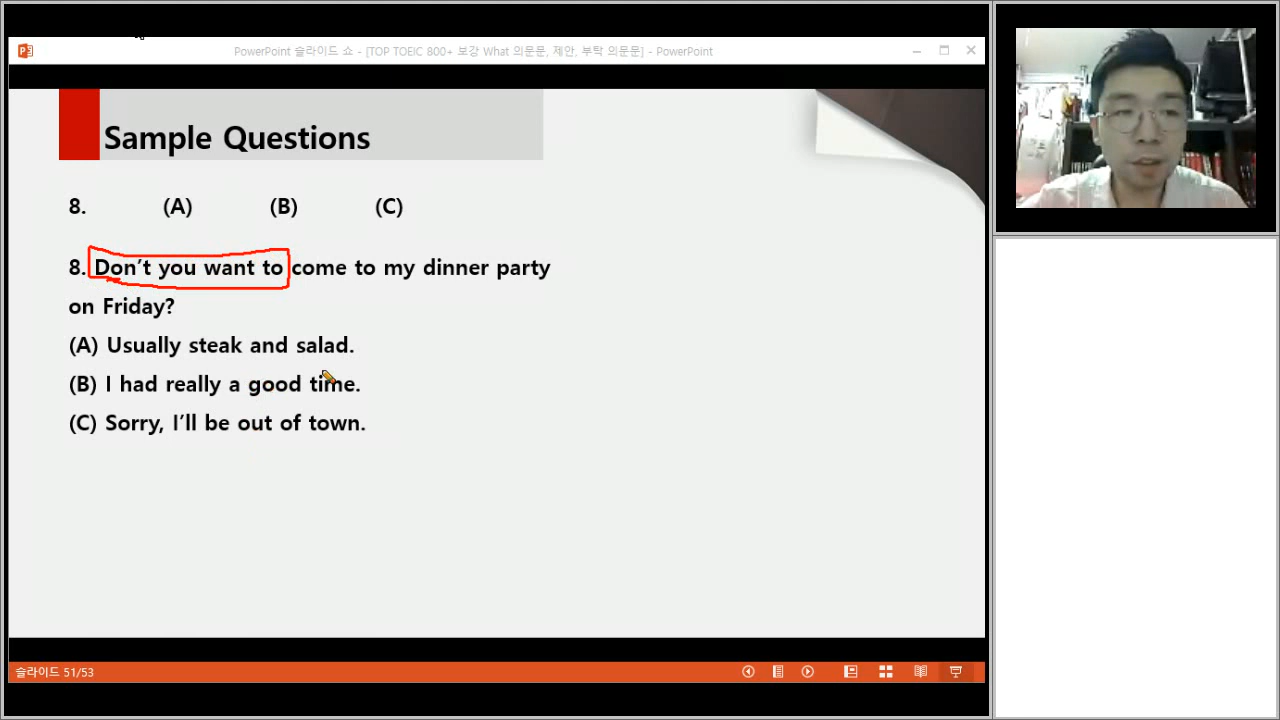 PowerPoint 슬라이드 쇼 - [TOP TOEIC 800+ 보강 What 의문문, 제안, 부탁 의문문] - PowerPoint
Sample Questions
8. (A) (B) (C)
8. Don't you want to come to my dinner party
on Friday?
(A) Usually steak and salad.
(B) I had really a good time.
(C) Sorry, I'll be out of town.
슬라이드 51/53